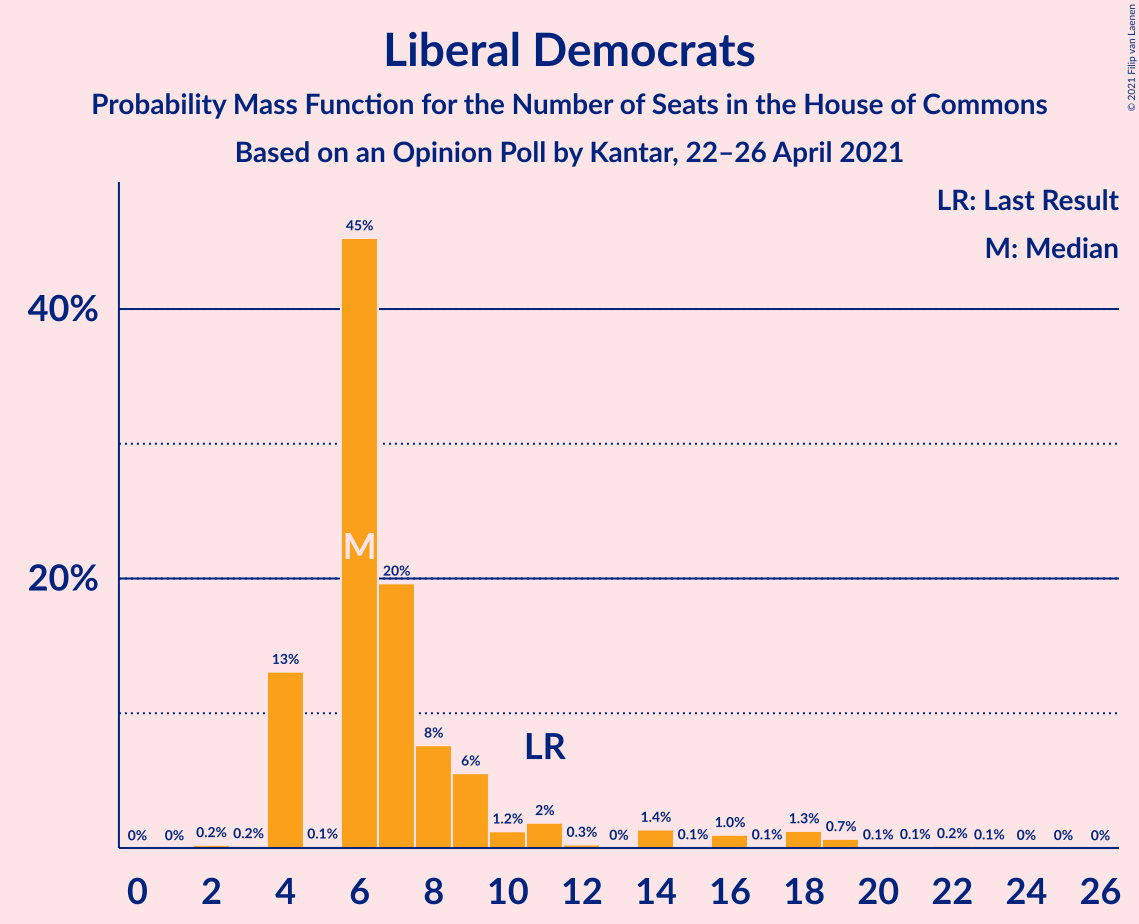 Liberal Democrats
Probability Mass Function for the Number of Seats in the House of Commons
Based on an Opinion Poll by Kantar, 22–26 April 2021
© 2021 Filip van Laenen
LR: Last Result
M: Median
45%
40%
M
20%
20%
13%
8%
LR
6%
0% 0% 0.2% 0.2% 0.1% 1.2% 2% 0.3% 0% 1.4% 0.1% 1.0% 0.1% 1.3% 0.7% 0.1% 0.1% 0.2% 0.1% 0% 0% 0%
0 2 4 6 8 10 12 14 16 18 20 22 24 26